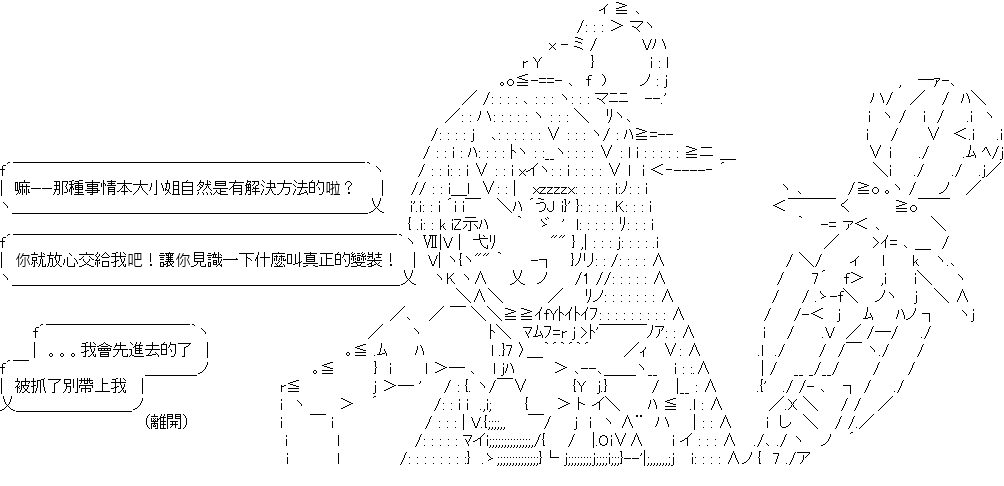 嘛——那種事情本大小姐自然是有解決方法的啦？
你就放心交給我吧！讓你見識一下什麼叫真正的變裝！
。。。我會先進去的了
被抓了別帶上我
(離開)